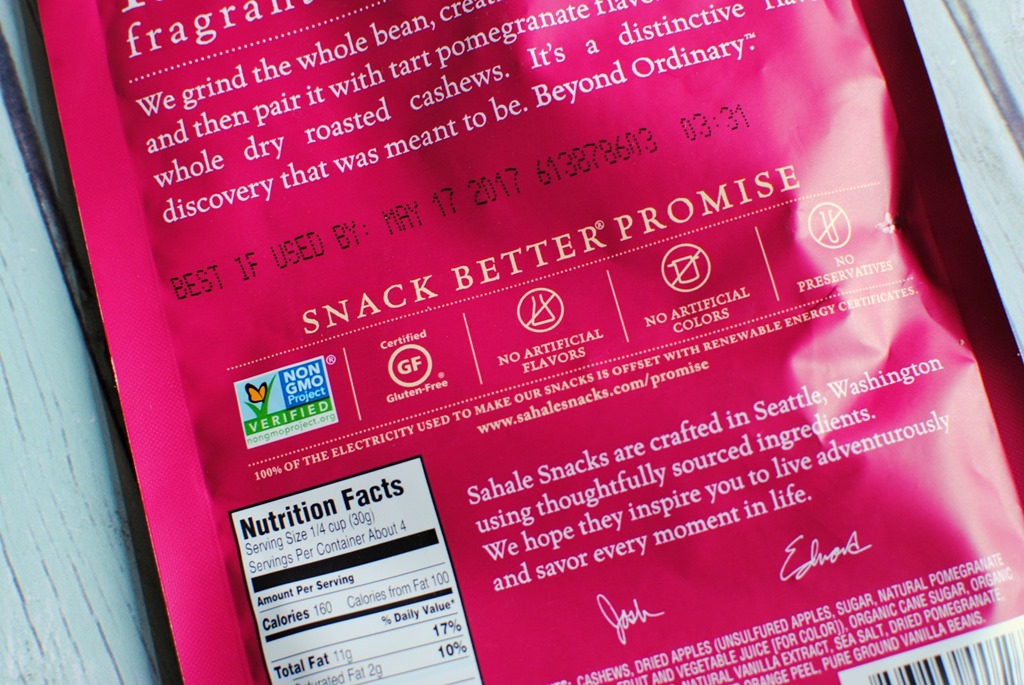 fragran
We grind the whole bean, creat
and then pair it with tart pomegranate flavo
whole dry roasted cashews. It's a distinctive flavo
discovery that was meant to be. Beyond Ordinary.™
BEST IF USED BY: MAY 17 2017 6138786D3 03:31
SNACK BETTER® PROMISE
NON
GMO
Project
VERIFIED
nongmoproject.org
®
Certified
GF
Gluten-Free
®
NO ARTIFICIAL
FLAVORS
NO ARTIFICIAL
COLORS
NO
PRESERVATIVES
100% OF THE ELECTRICITY USED TO MAKE OUR SNACKS IS OFFSET WITH RENEWABLE ENERGY CERTIFICATES.
www.sahalesnacks.com/promise
Sahale Snacks are crafted in Seattle, Washington
using thoughtfully sourced ingredients.
We hope they inspire you to live adventurously
and savor every moment in life.
Josh
Edmond
Nutrition Facts
Serving Size 1/4 cup (30g)
Servings Per Container About 4
Amount Per Serving
Calories 160 Calories from Fat 100
% Daily Value*
Total Fat 11g 17%
Saturated Fat 2g 10%
CASHEWS, DRIED APPLES (UNSULFURED APPLES, SUGAR, NATURAL POMEGRANATE
FRUIT AND VEGETABLE JUICE [FOR COLOR]), ORGANIC CANE SUGAR, ORGANIC
NATURAL VANILLA EXTRACT, SEA SALT, DRIED POMEGRANATE,
ORANGE PEEL, PURE GROUND VANILLA BEANS.